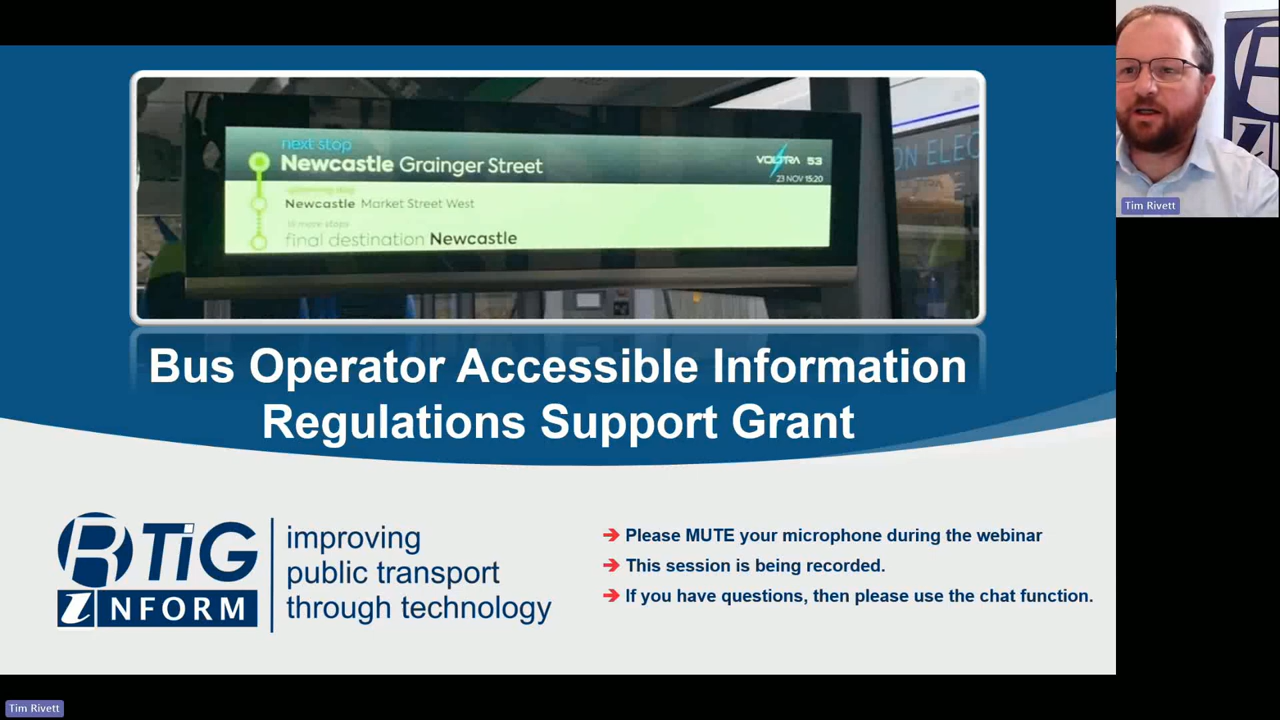 next stop
Newcastle Grainger Street
VOLTRA 53
23 NOV 15:20
Newcastle Market Street West
final destination Newcastle
ON ELEC
Bus Operator Accessible Information
Regulations Support Grant
RTiG
iNFORM
improving
public transport
through technology
➔ Please MUTE your microphone during the webinar
➔ This session is being recorded.
➔ If you have questions, then please use the chat function.
Tim Rivett
Tim Rivett